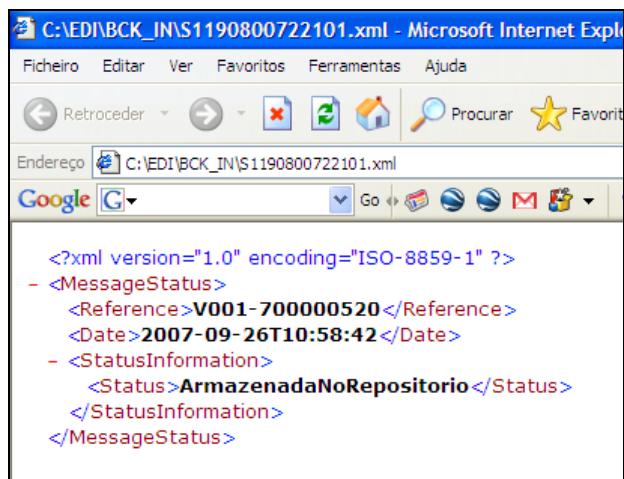 C:\EDI\BCK_IN\S1190800722101.xml - Microsoft Internet Expl
Ficheiro Editar Ver Favoritos Ferramentas Ajuda
Retroceder Procurar Favorit
Endereço C:\EDI\BCK_IN\S1190800722101.xml
Google G Go
<?xml version="1.0" encoding="ISO-8859-1" ?>
- <MessageStatus>
<Reference>V001-700000520</Reference>
<Date>2007-09-26T10:58:42</Date>
- <StatusInformation>
<Status>ArmazenadaNoRepositorio</Status>
</StatusInformation>
</MessageStatus>